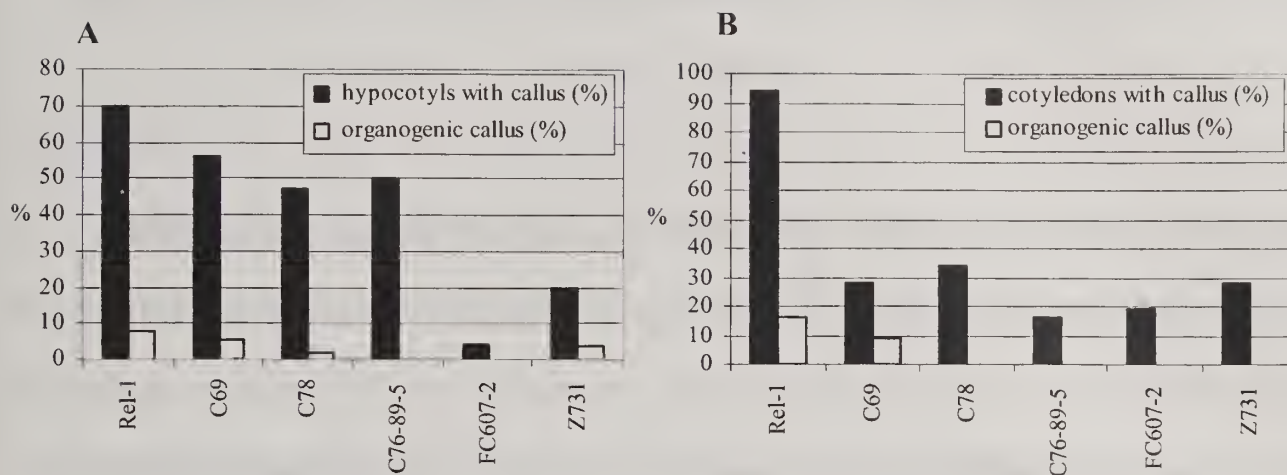 A
80
70
60
50
40
30
20
10
0
%
hypocotyls with callus (%)
organogenic callus (%)
Rel-1
C69
C78
C76-89-5
FC607-2
Z731
B
100
90
80
70
60
50
40
30
20
10
0
%
cotyledons with callus (%)
organogenic callus (%)
Rel-1
C69
C78
C76-89-5
FC607-2
Z731